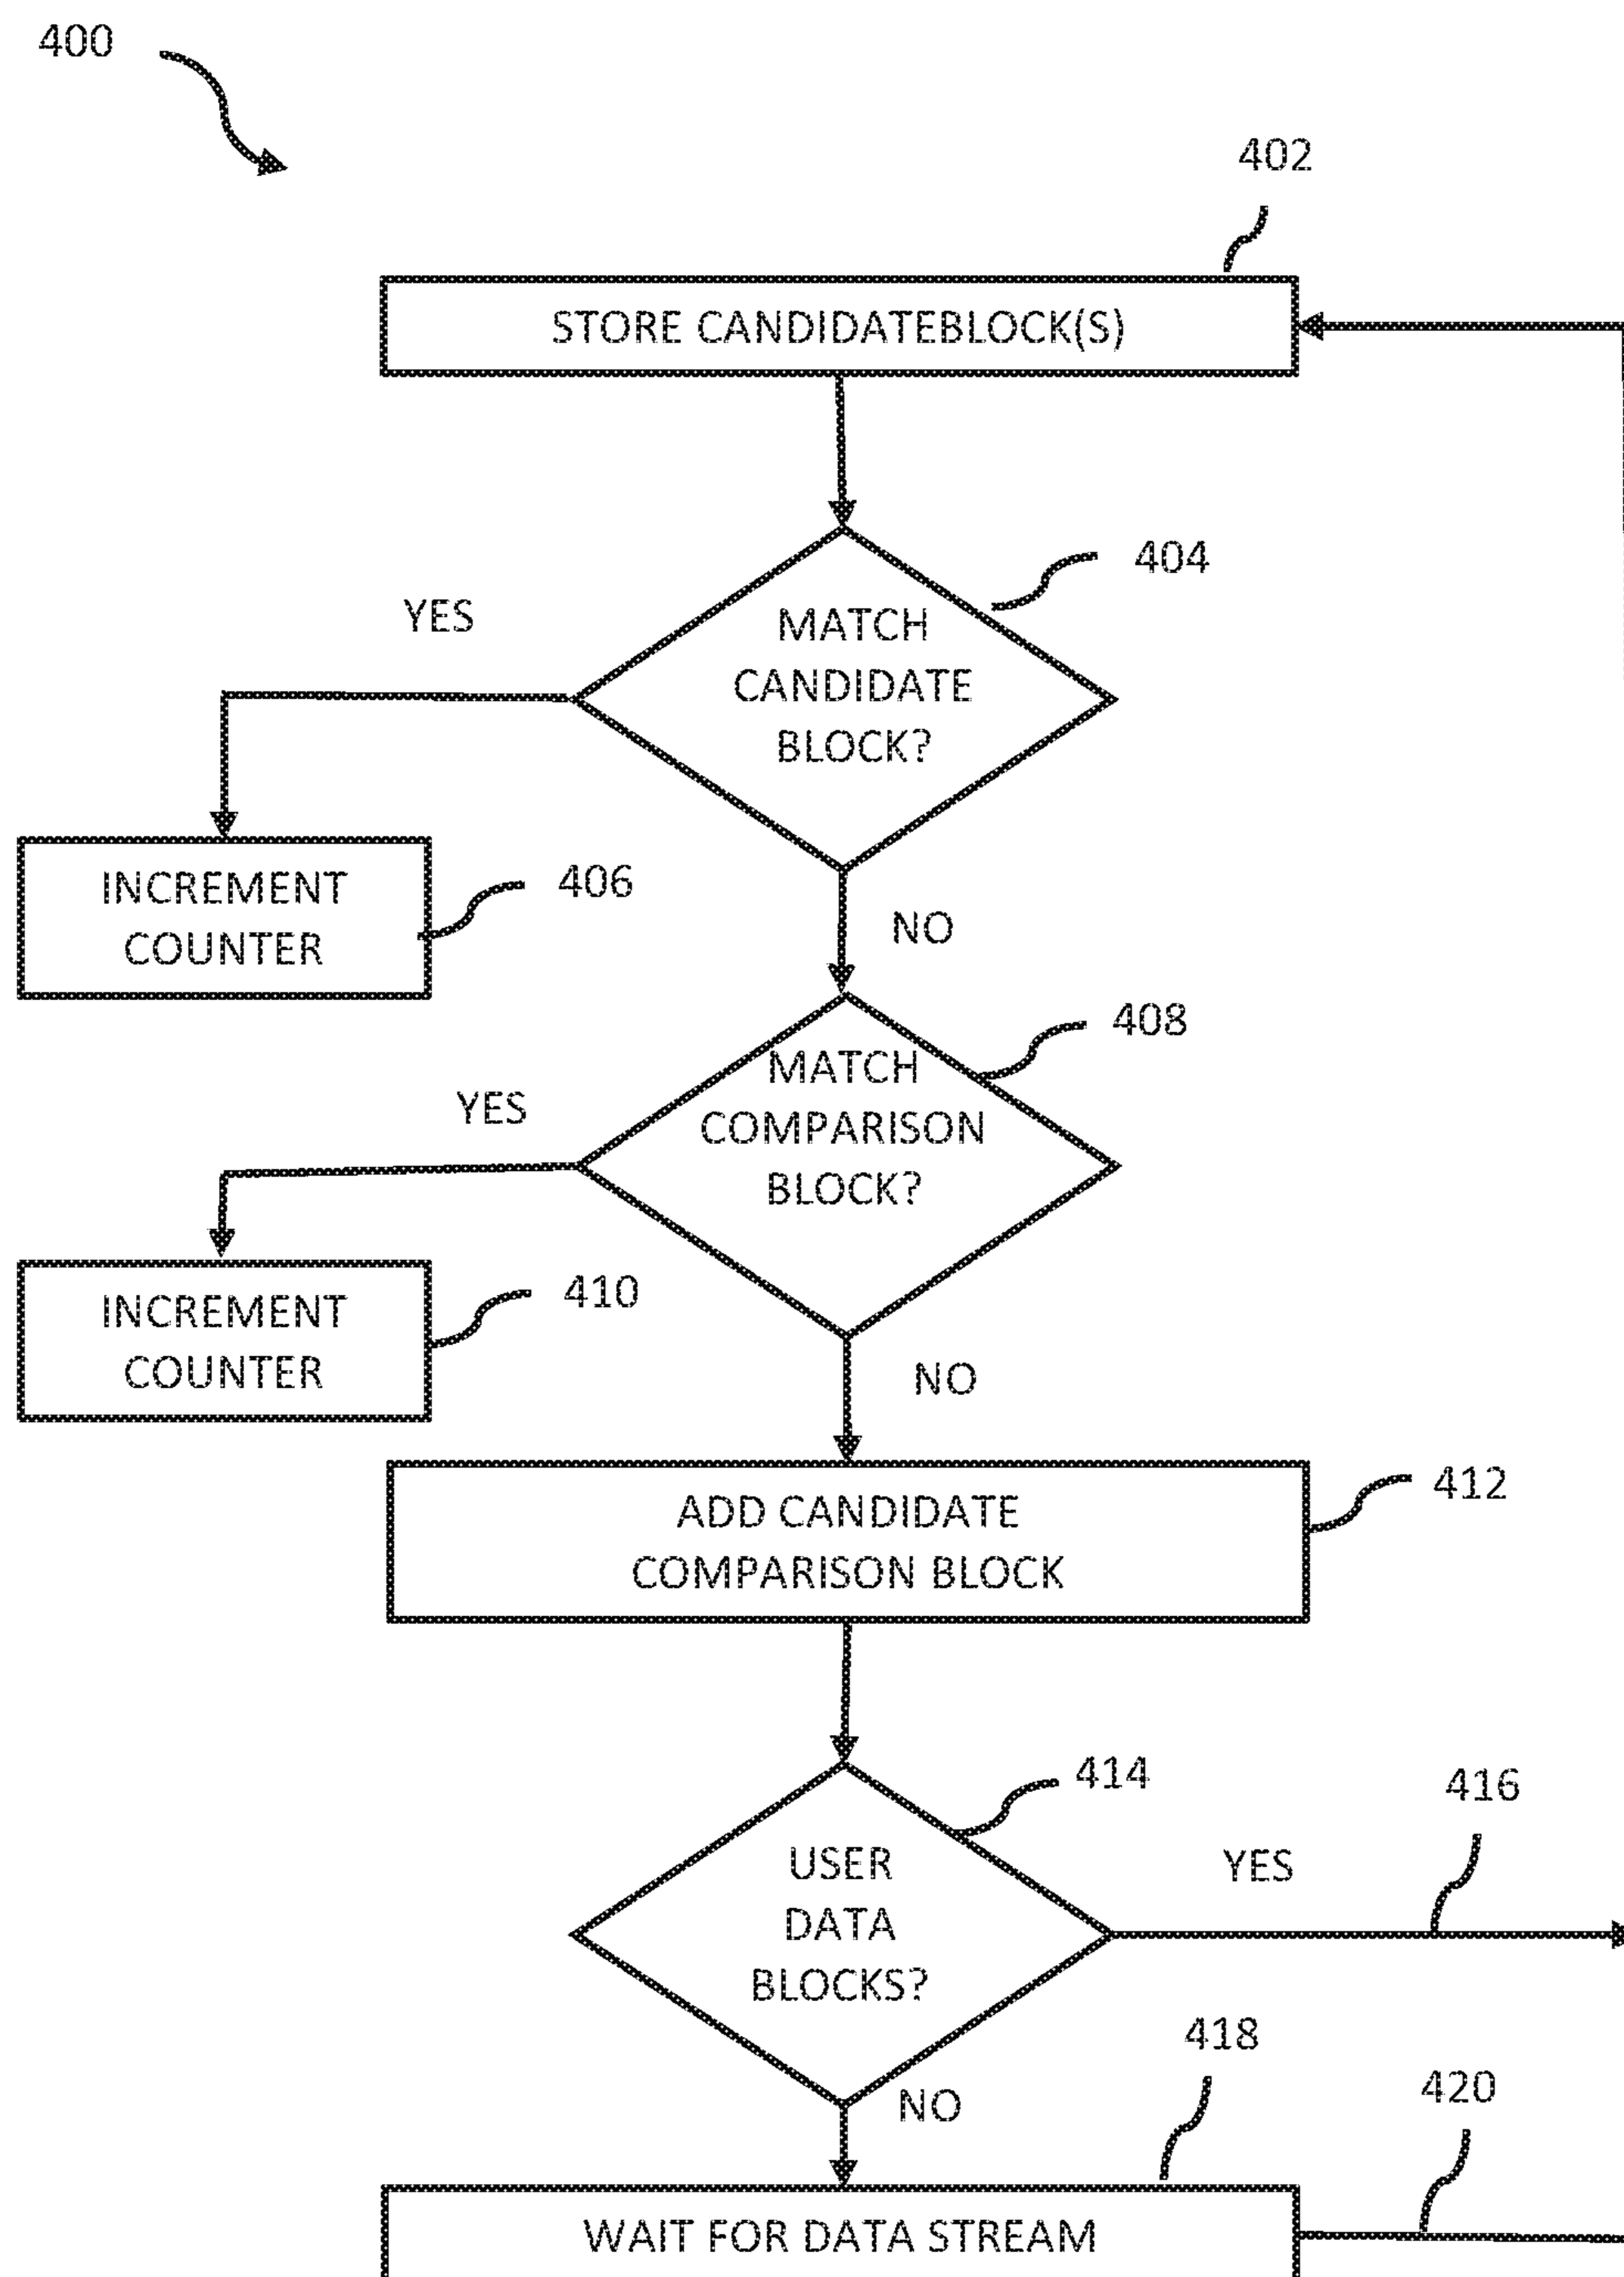 400
402
STORE CANDIDATEBLOCK(S)
404
YES
MATCH
CANDIDATE
BLOCK?
INCREMENT
COUNTER
406
NO
408
YES
MATCH
COMPARISON
BLOCK?
INCREMENT
COUNTER
410
NO
412
ADD CANDIDATE
COMPARISON BLOCK
414
416
USER
DATA
BLOCKS?
YES
418
NO
420
WAIT FOR DATA STREAM